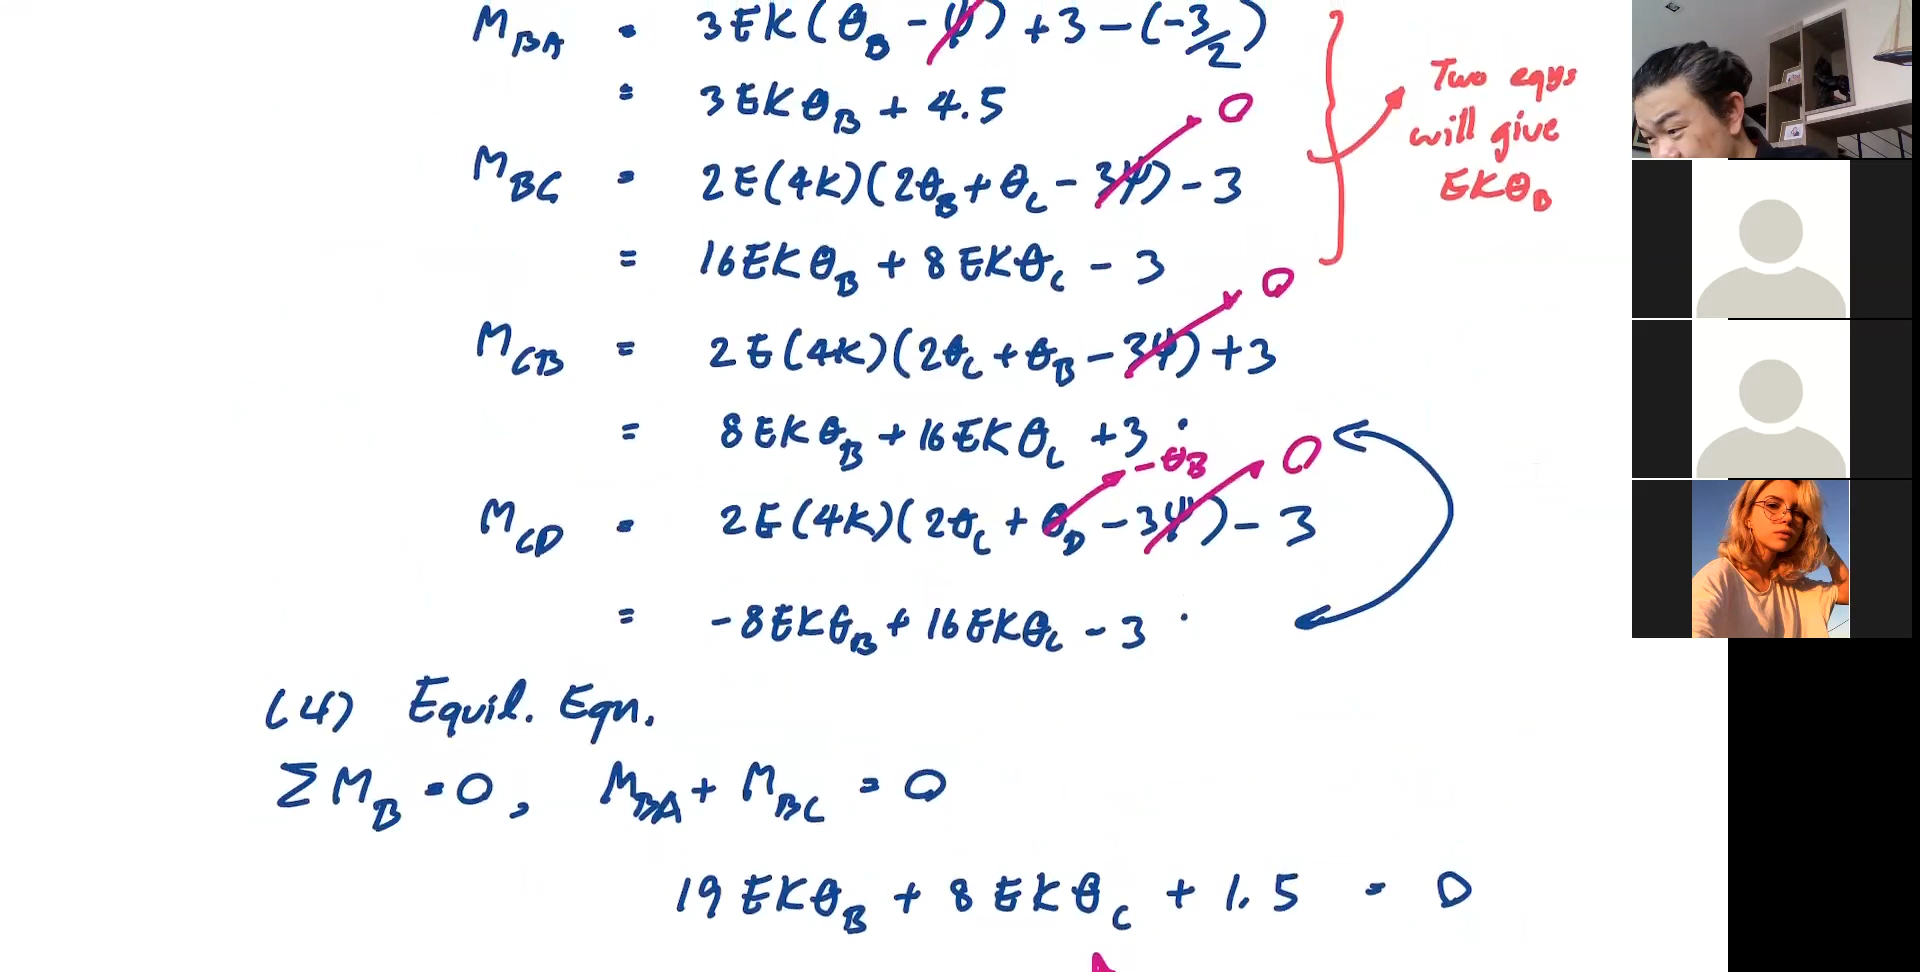 M_BA = 3EK(θ_B - ψ) + 3 - (-3/2)
= 3EKθ_B + 4.5
0
M_BC = 2E(4K)(2θ_B + θ_C - 3ψ) - 3
= 16EKθ_B + 8EKθ_C - 3
0
M_CB = 2E(4K)(2θ_C + θ_B - 3ψ) + 3
= 8EKθ_B + 16EKθ_C + 3
-θ_B 0
M_CD = 2E(4K)(2θ_C + θ_D - 3ψ) - 3
= -8EKθ_B + 16EKθ_C - 3
Two eqns
will give
EKθ_B
(4) Equil. Eqn.
ΣM_B = 0, M_BA + M_BC = 0
19EKθ_B + 8EKθ_C + 1.5 = 0